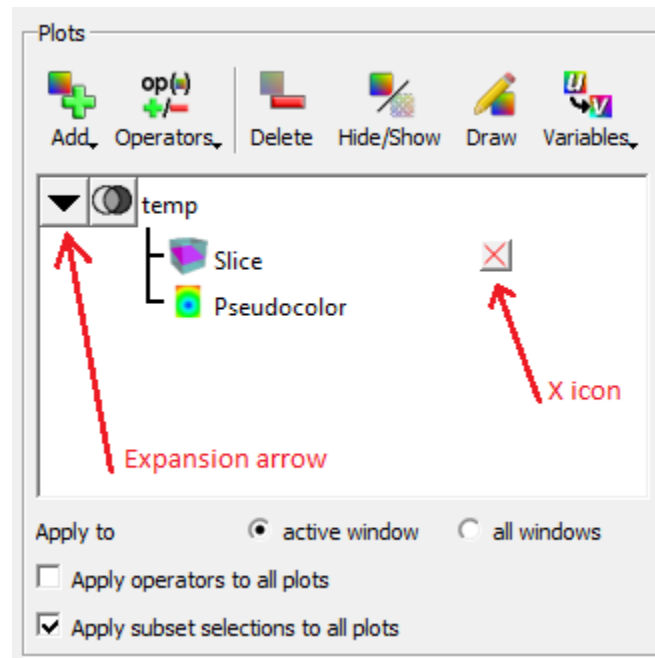 Plots
op(=)
+/-
Add Operators Delete Hide/Show Draw Variables
temp
Slice
Pseudocolor
X icon
Expansion arrow
Apply to active window all windows
Apply operators to all plots
Apply subset selections to all plots